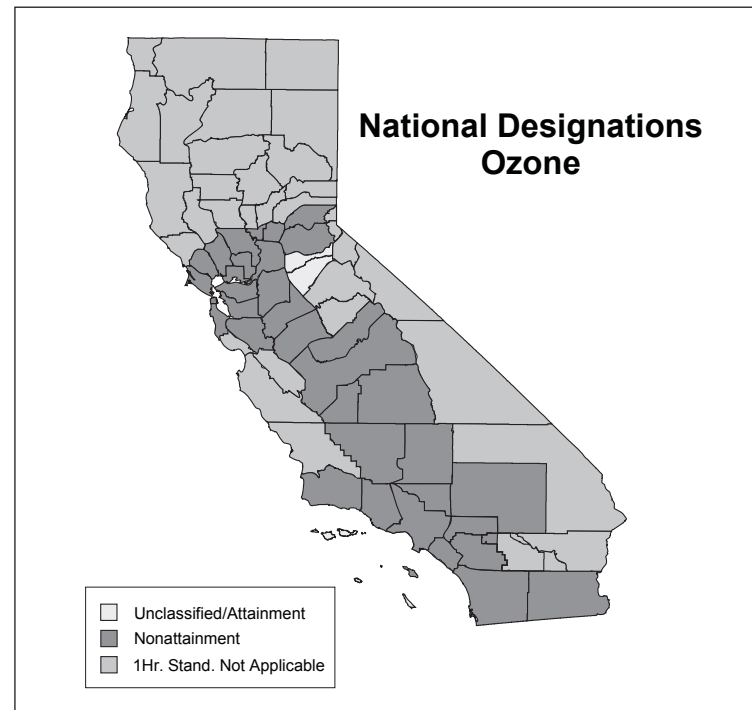 National Designations
Ozone
Unclassified/Attainment
Nonattainment
1Hr. Stand. Not Applicable